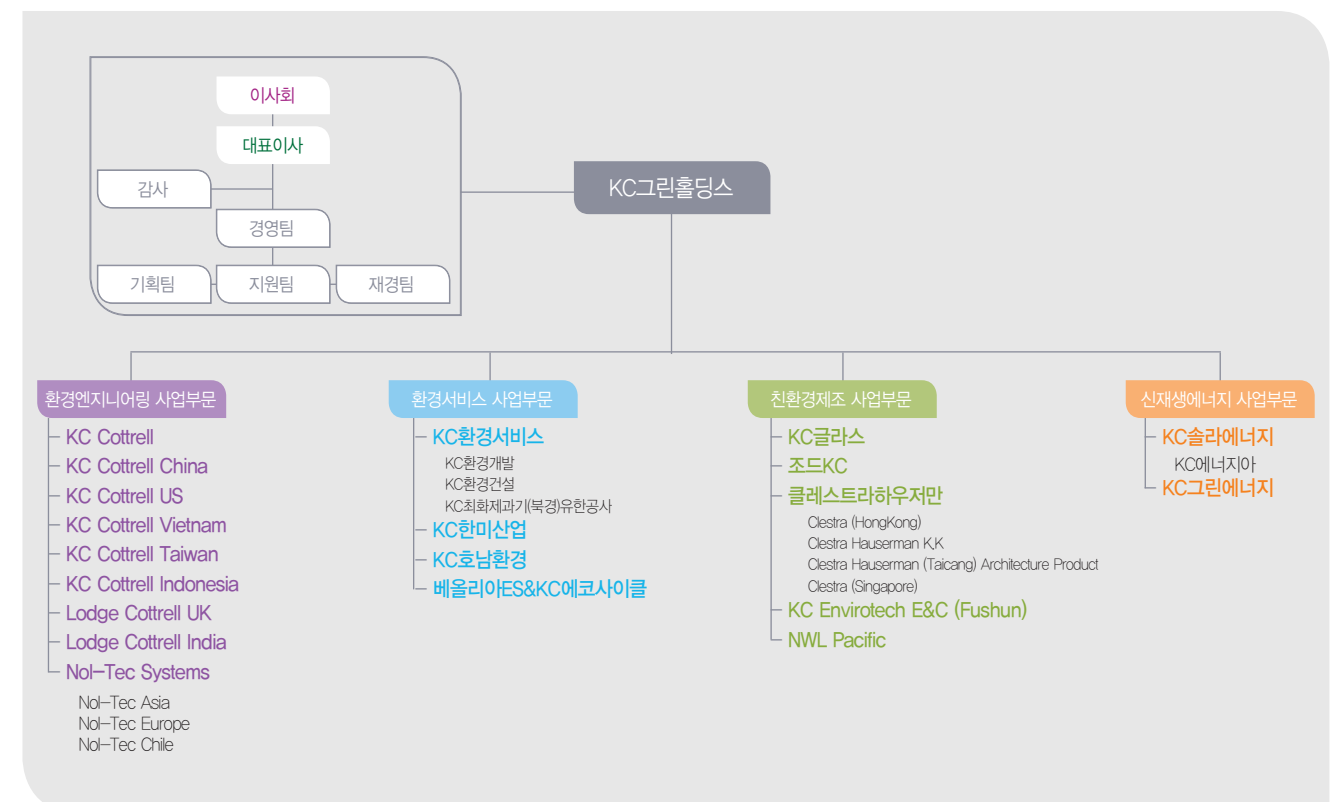 이사회
대표이사
감사
경영팀
기획팀
지원팀
재경팀
KC그린홀딩스
환경엔지니어링 사업부문
KC Cottrell
KC Cottrell China
KC Cottrell US
KC Cottrell Vietnam
KC Cottrell Taiwan
KC Cottrell Indonesia
Lodge Cottrell UK
Lodge Cottrell India
Nol-Tec Systems
Nol-Tec Asia
Nol-Tec Europe
Nol-Tec Chile
환경서비스 사업부문
KC환경서비스
KC환경개발
KC환경건설
KC최화제과기(북경)유한공사
KC한미산업
KC호남환경
베올리아ES&KC에코사이클
친환경제조 사업부문
KC글라스
조드KC
클레스트라하우저만
Clestra (HongKong)
Clestra Hauserman K.K
Clestra Hauserman (Taicang) Architecture Product
Clestra (Singapore)
KC Envirotech E&C (Fushun)
NWL Pacific
신재생에너지 사업부문
KC솔라에너지
KC에너지아
KC그린에너지